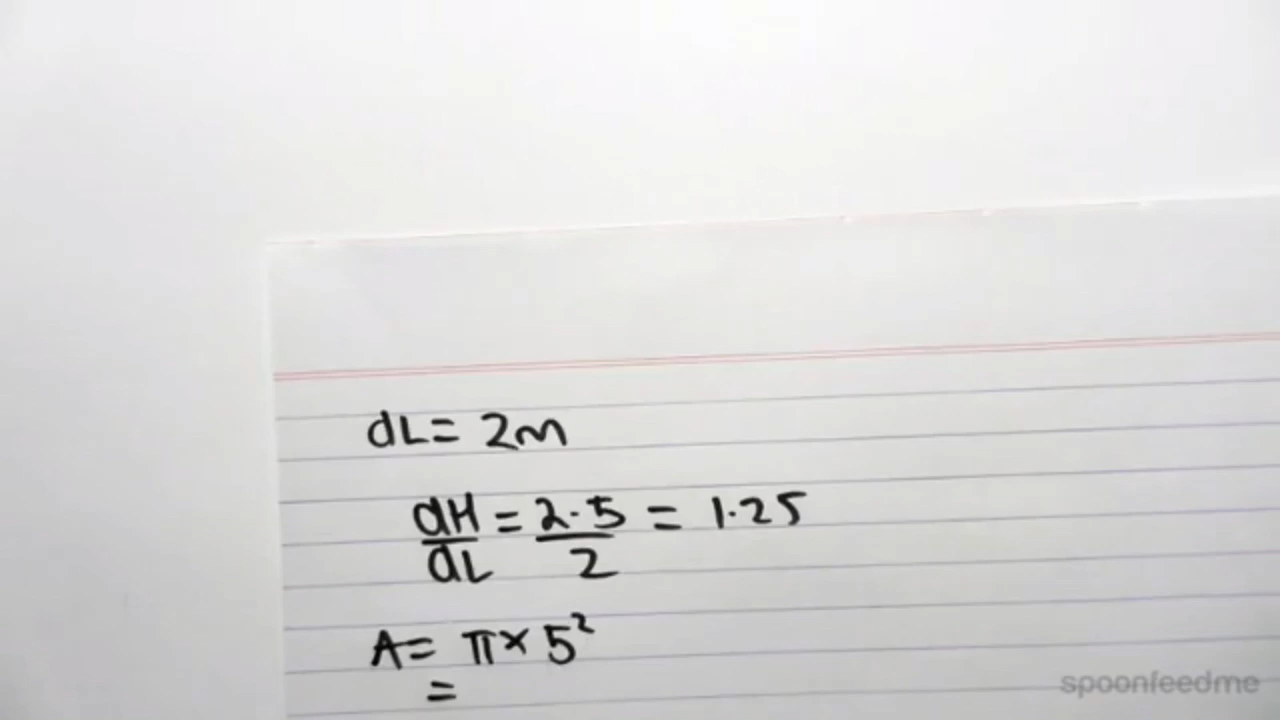 dL = 2m
dH/dL = 2.5/2 = 1.25
A = π × 5²
=
spoonfeedme